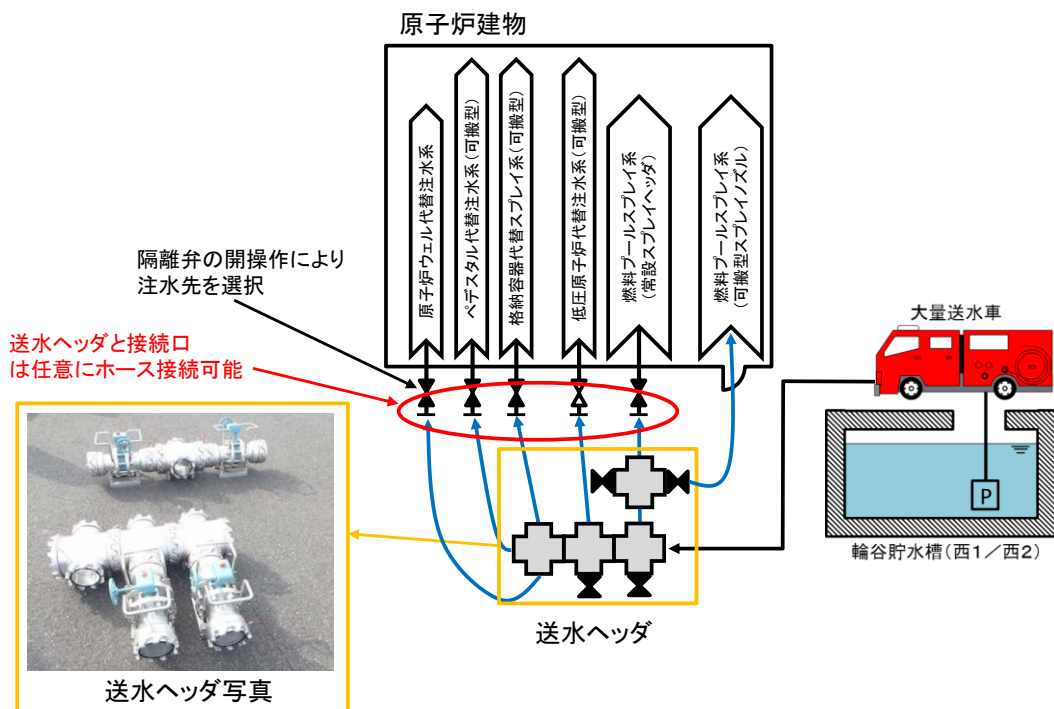 原子炉建物
原子炉ウェル代替注水系
ペデスタル代替注水系(可搬型)
格納容器代替スプレイ系(可搬型)
低圧原子炉代替注水系(可搬型)
燃料プールスプレイ系
(常設スプレイヘッダ)
燃料プールスプレイ系
(可搬型スプレイノズル)
隔離弁の開操作により
注水先を選択
送水ヘッダと接続口
は任意にホース接続可能
大量送水車
P
輪谷貯水槽(西1/西2)
送水ヘッダ
送水ヘッダ写真